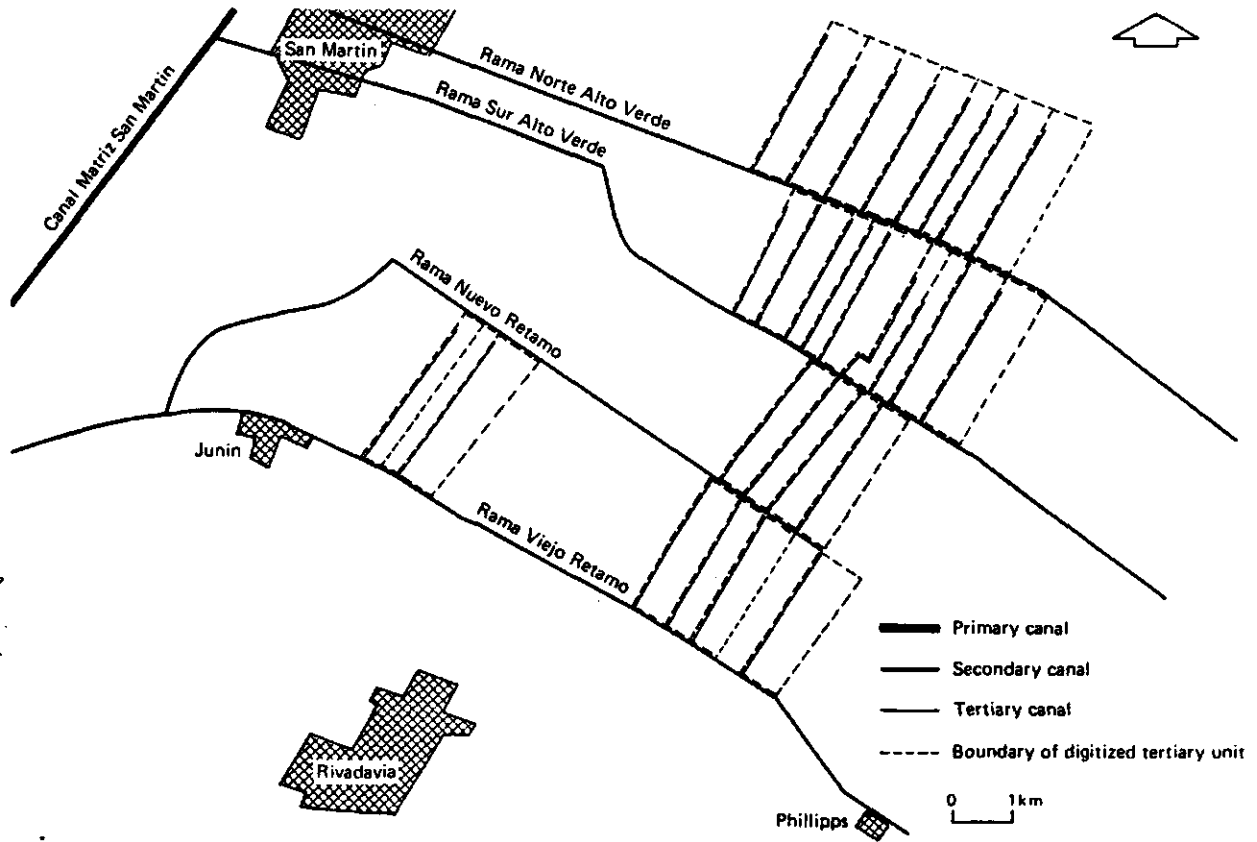 San Martin
Canal Matriz San Martin
Rama Norte Alto Verde
Rama Sur Alto Verde
Rama Nuevo Retamo
Junin
Rama Viejo Retamo
Rivadavia
Phillipps
Primary canal
Secondary canal
Tertiary canal
Boundary of digitized tertiary unit
0 1km